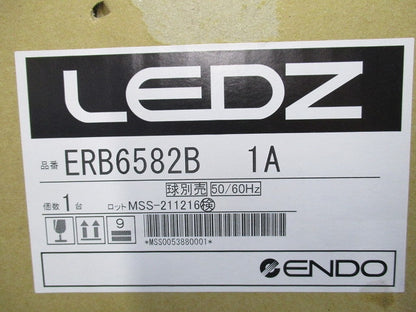 LEDZ
品番 ERB6582B 1A
球別売 50/60Hz
個数 1台 ロット MSS-211216 検
9
*MSS0053880001*
ENDO